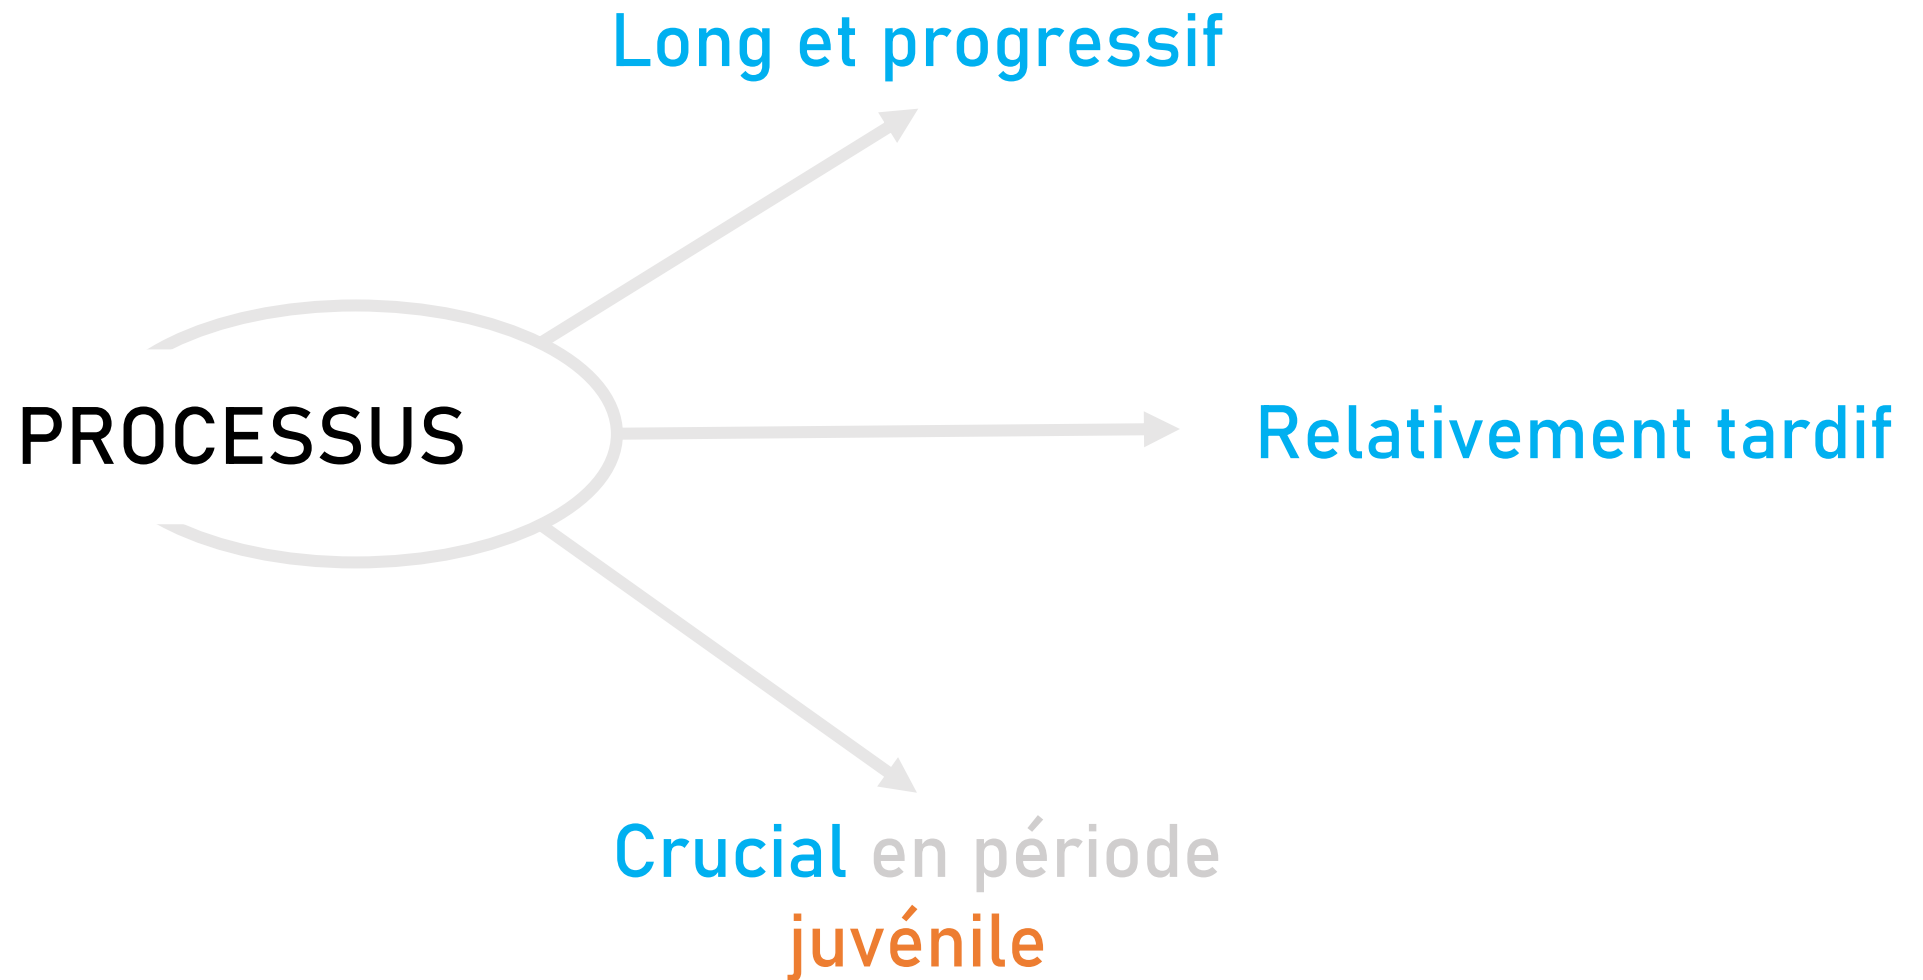 Long et progressif
PROCESSUS
Relativement tardif
Crucial en période
juvénile